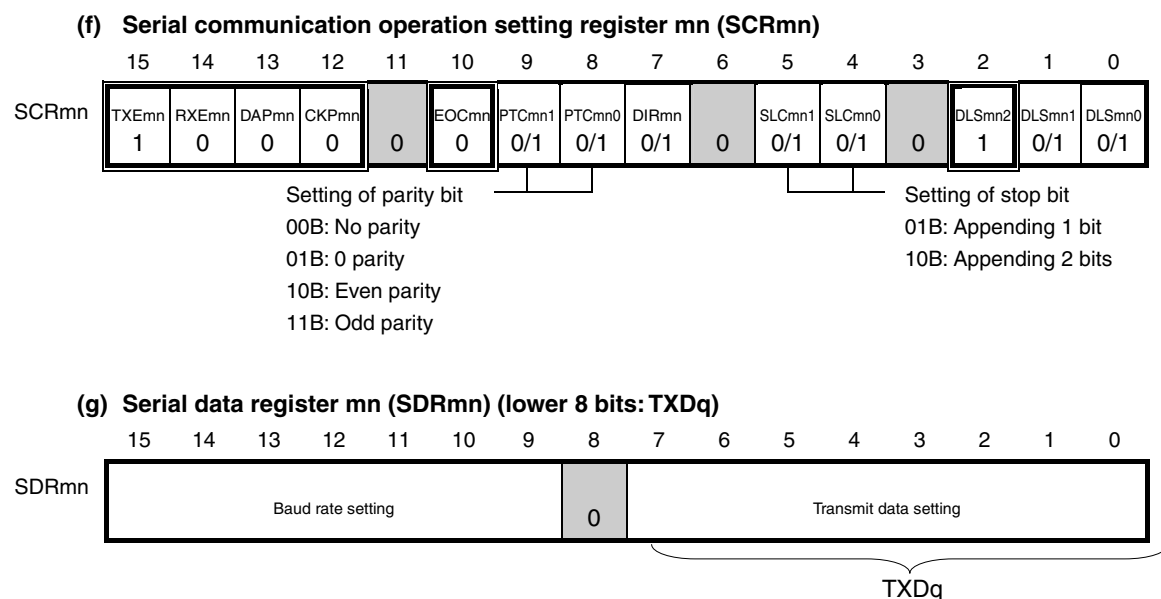 (f) Serial communication operation setting register mn (SCRmn)
15 14 13 12 11 10 9 8 7 6 5 4 3 2 1 0
SCRmn
TXEmn RXEmn DAPmn CKPmn EOCmn PTCmn1 PTCmn0 DIRmn SLCmn1 SLCmn0 DLSmn2 DLSmn1 DLSmn0
1 0 0 0 0 0 0/1 0/1 0/1 0 0/1 0/1 0 1 0/1 0/1
Setting of parity bit
00B: No parity
01B: 0 parity
10B: Even parity
11B: Odd parity
Setting of stop bit
01B: Appending 1 bit
10B: Appending 2 bits
(g) Serial data register mn (SDRmn) (lower 8 bits: TXDq)
15 14 13 12 11 10 9 8 7 6 5 4 3 2 1 0
SDRmn
Baud rate setting 0 Transmit data setting
TXDq